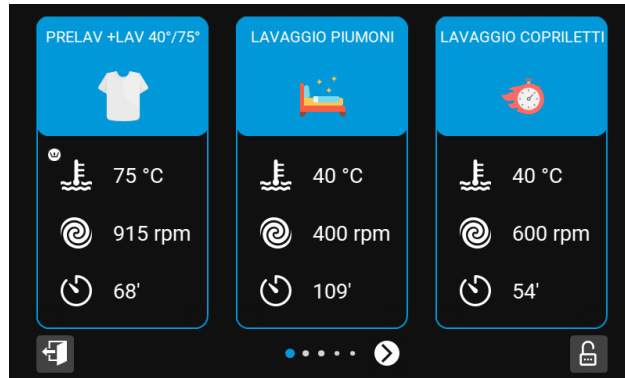 PRELAV +LAV 40°/75°
LAVAGGIO PIUMONI
LAVAGGIO COPRILETTI
75 °C
40 °C
40 °C
915 rpm
400 rpm
600 rpm
68'
109'
54'